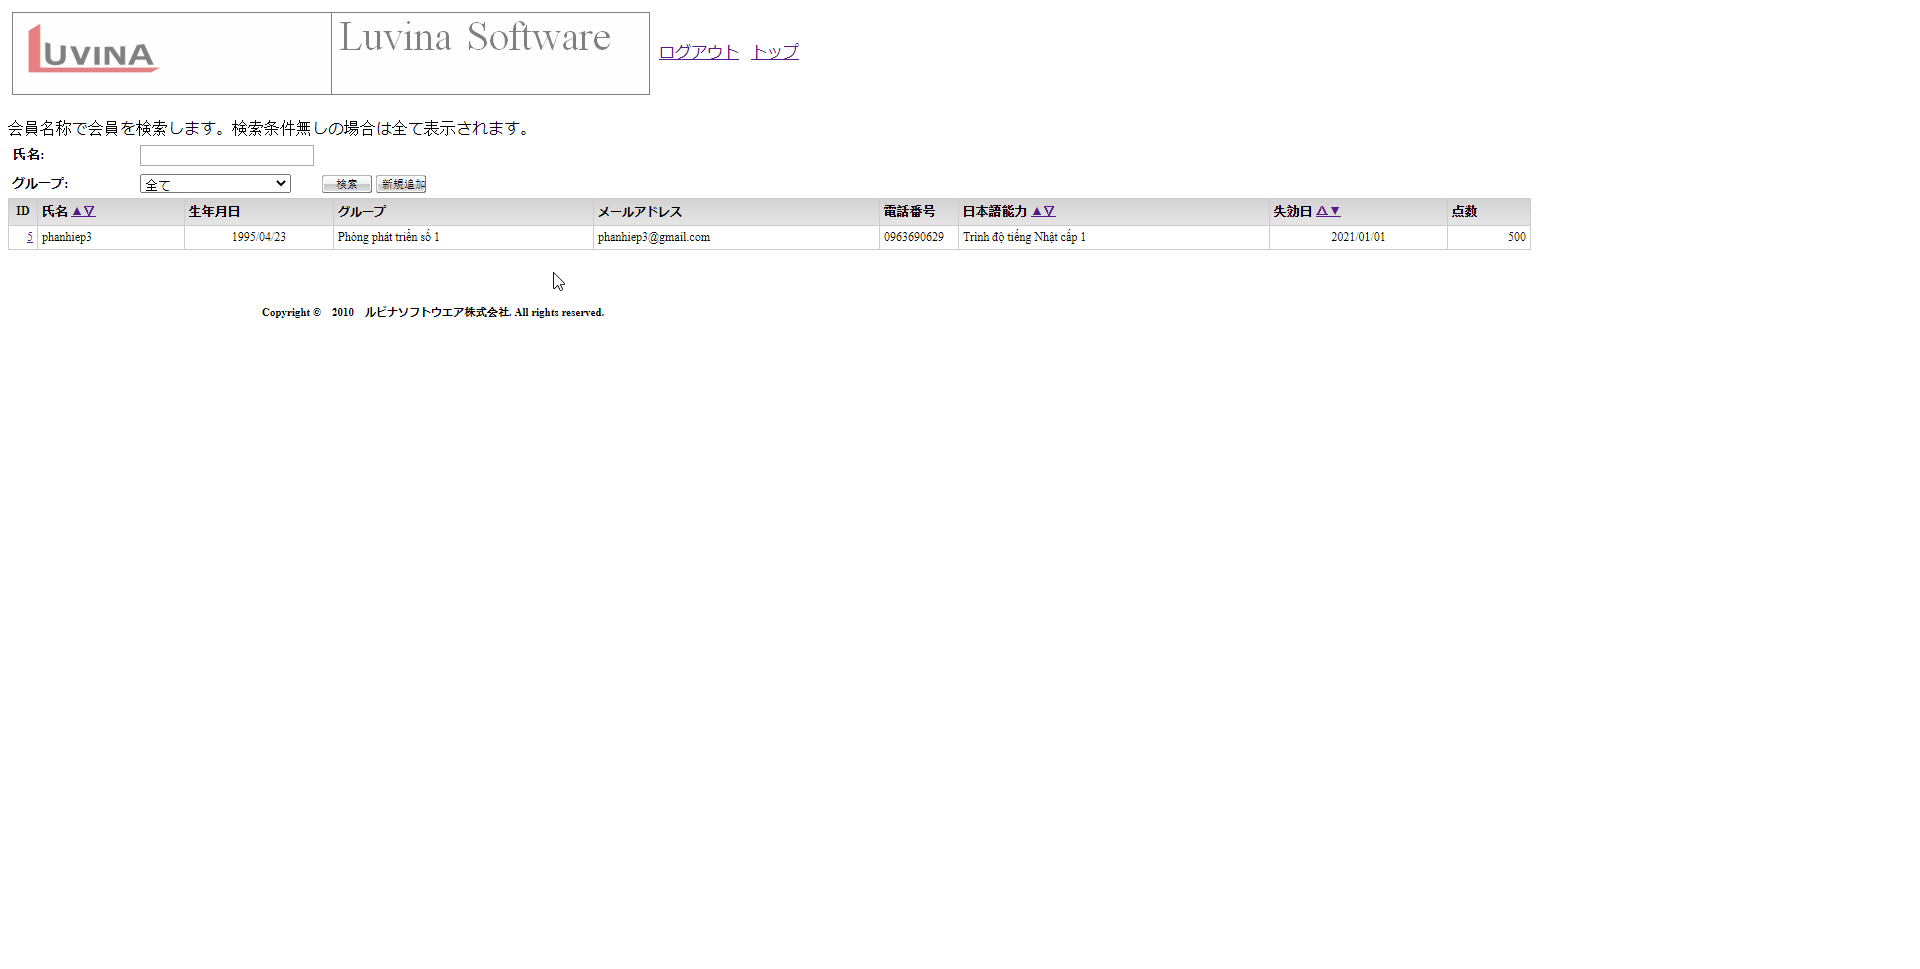 LUVINA
Luvina Software
ログアウト トップ
会員名称で会員を検索します。検索条件無しの場合は全て表示されます。
氏名:
グループ: 全て 検索 新規追加
ID 氏名 ▲▽ 生年月日 グループ メールアドレス 電話番号 日本語能力 ▲▽ 失効日 △▼ 点数
5 phanhiep3 1995/04/23 Phòng phát triển số 1 phanhiep3@gmail.com 0963690629 Trình độ tiếng Nhật cấp 1 2021/01/01 500
Copyright © 2010 ルビナソフトウエア株式会社. All rights reserved.